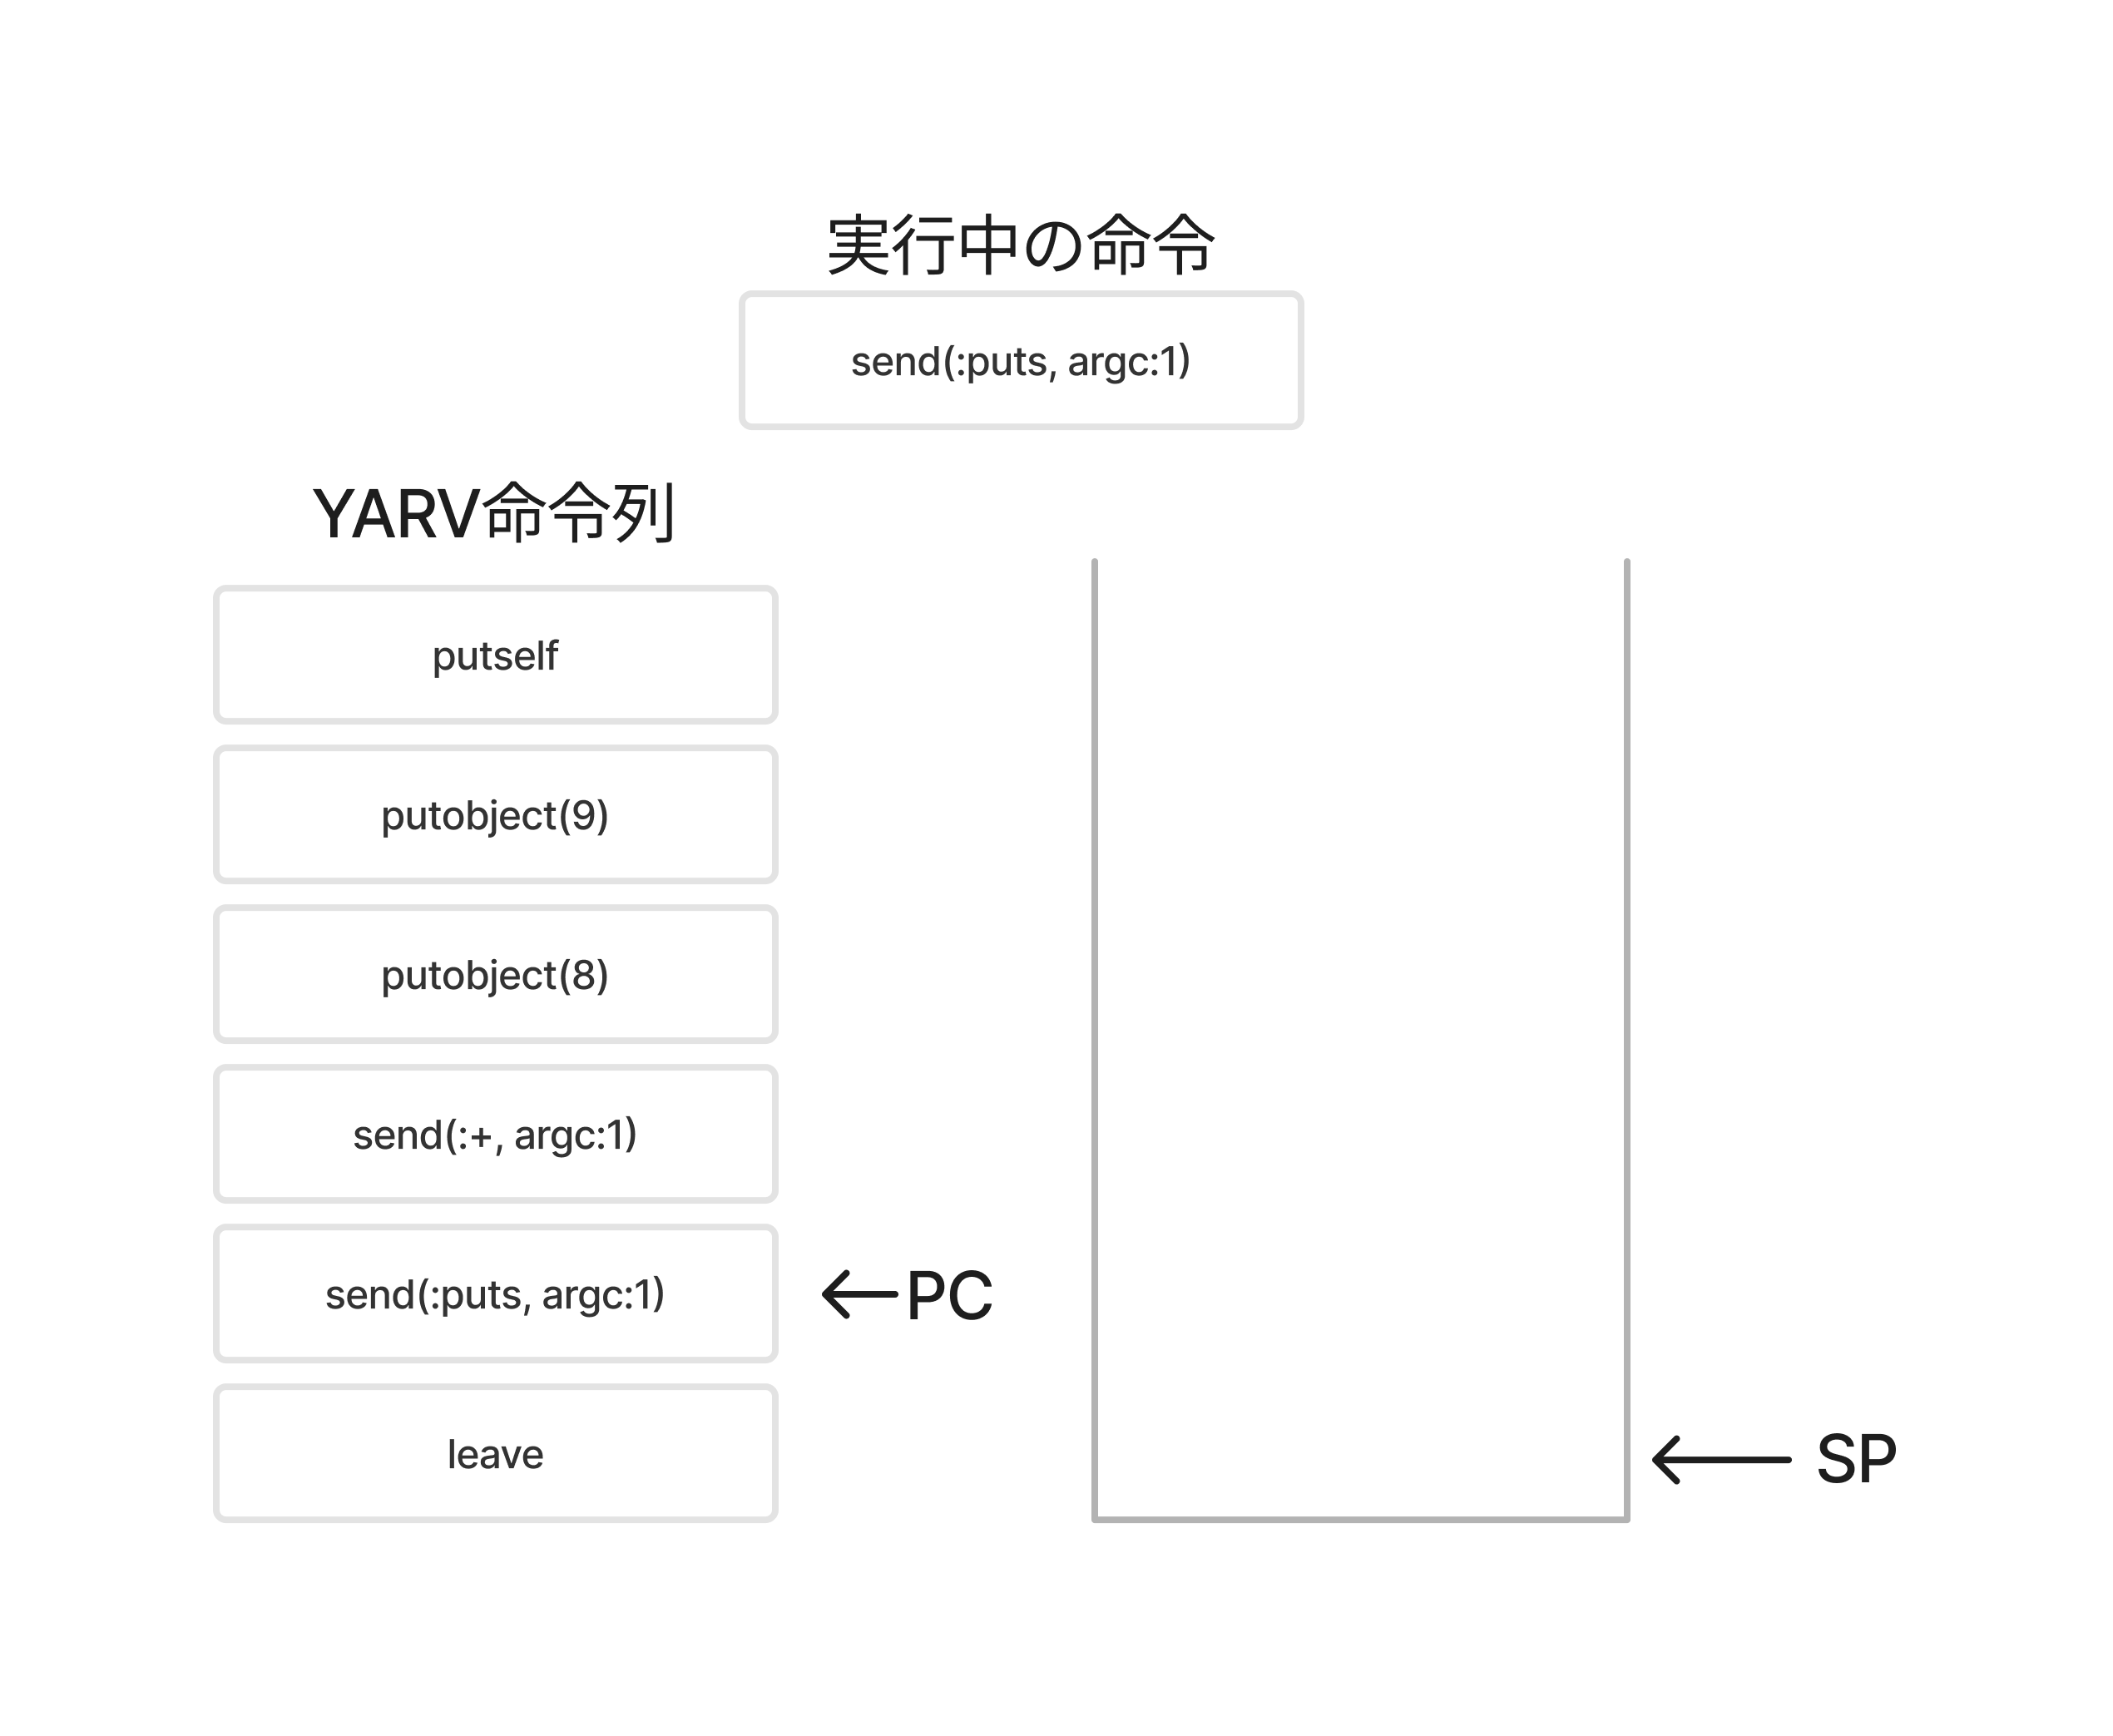 実行中の命令
send(:puts, argc:1)
YARV命令列
putself
putobject(9)
putobject(8)
send(:+, argc:1)
send(:puts, argc:1)
PC
leave
SP